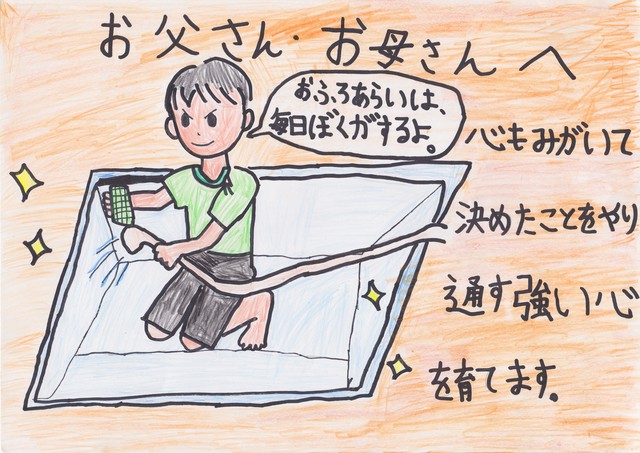 お父さん・お母さんへ
おふろあらいは、
毎日ぼくがするよ。
心もみがいて
決めたことをやり
通す強い心
を育てます。